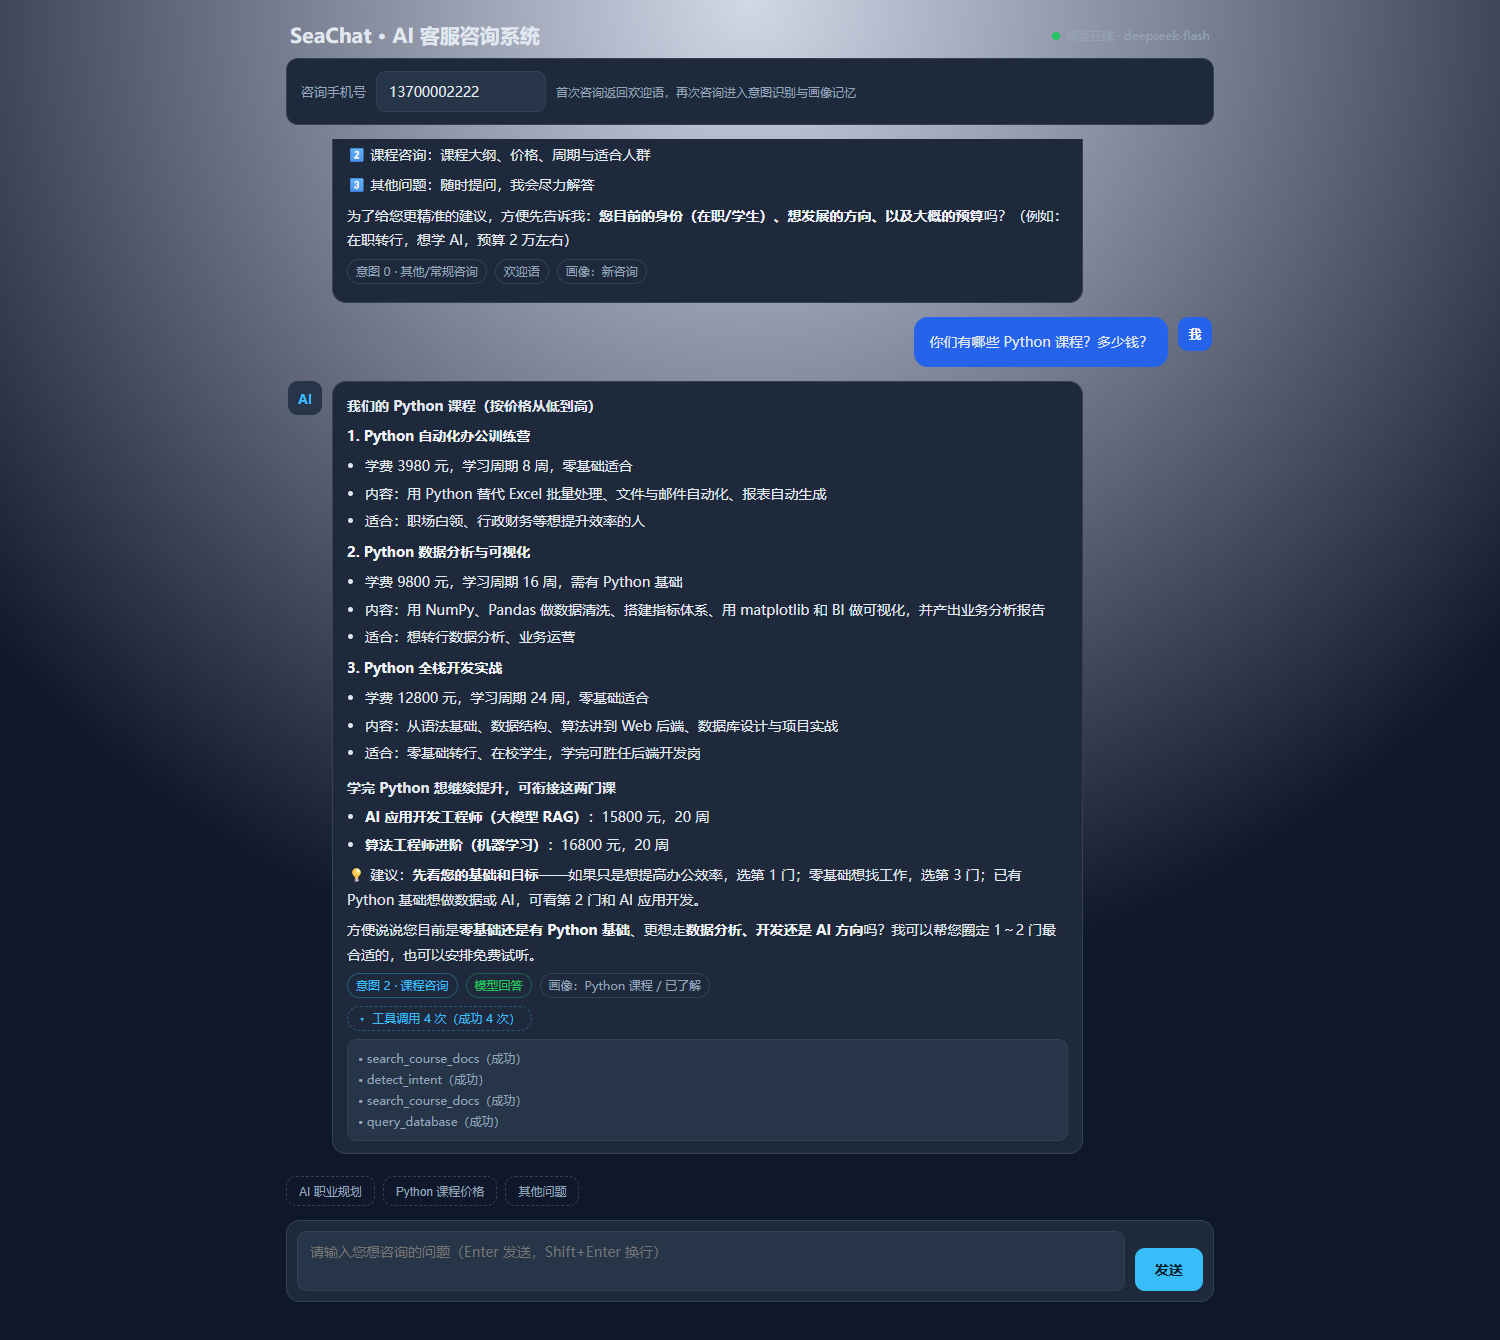 SeaChat • AI 客服咨询系统
模型在线 · deepseek-flash
咨询手机号 13700002222 首次咨询返回欢迎语，再次咨询进入意图识别与画像记忆
2 课程咨询：课程大纲、价格、周期与适合人群
3 其他问题：随时提问，我会尽力解答
为了给您更精准的建议，方便先告诉我：您目前的身份（在职/学生）、想发展的方向、以及大概的预算吗？（例如：
在职转行，想学 AI，预算 2 万左右）
意图 0 · 其他/常规咨询 欢迎语 画像：新咨询
你们有哪些 Python 课程？多少钱？
我
AI
我们的 Python 课程（按价格从低到高）
1. Python 自动化办公训练营
• 学费 3980 元，学习周期 8 周，零基础适合
• 内容：用 Python 替代 Excel 批量处理、文件与邮件自动化、报表自动生成
• 适合：职场白领、行政财务等想提升效率的人
2. Python 数据分析与可视化
• 学费 9800 元，学习周期 16 周，需有 Python 基础
• 内容：用 NumPy、Pandas 做数据清洗、搭建指标体系、用 matplotlib 和 BI 做可视化，并产出业务分析报告
• 适合：想转行数据分析、业务运营
3. Python 全栈开发实战
• 学费 12800 元，学习周期 24 周，零基础适合
• 内容：从语法基础、数据结构、算法讲到 Web 后端、数据库设计与项目实战
• 适合：零基础转行、在校学生，学完可胜任后端开发岗
学完 Python 想继续提升，可衔接这两门课
• AI 应用开发工程师（大模型 RAG）：15800 元，20 周
• 算法工程师进阶（机器学习）：16800 元，20 周
💡 建议：先看您的基础和目标——如果只是想提高办公效率，选第 1 门；零基础想找工作，选第 3 门；已有
Python 基础想做数据或 AI，可看第 2 门和 AI 应用开发。
方便说说您目前是零基础还是有 Python 基础、更想走数据分析、开发还是 AI 方向吗？我可以帮您圈定 1～2 门最
合适的，也可以安排免费试听。
意图 2 · 课程咨询 模型回答 画像：Python 课程 / 已了解
▾ 工具调用 4 次（成功 4 次）
• search_course_docs（成功）
• detect_intent（成功）
• search_course_docs（成功）
• query_database（成功）
AI 职业规划 Python 课程价格 其他问题
请输入您想咨询的问题（Enter 发送，Shift+Enter 换行）
发送